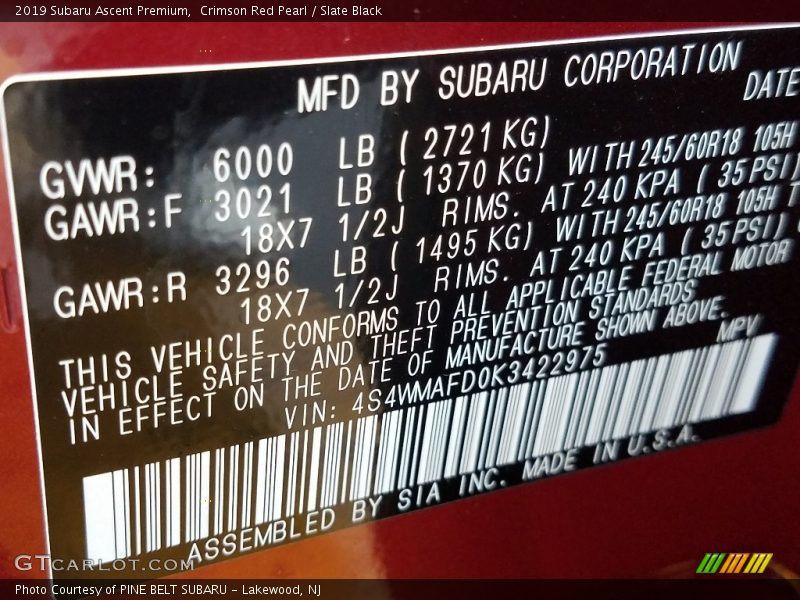 2019 Subaru Ascent Premium,  Crimson Red Pearl / Slate Black
MFD BY SUBARU CORPORATION
DATE
GVWR: 6000 LB ( 2721 KG)
GAWR:F 3021 LB ( 1370 KG) WITH 245/60R18 105H
18X7 1/2J RIMS. AT 240 KPA ( 35PSI)
GAWR:R 3296 LB ( 1495 KG) WITH 245/60R18 105H T
18X7 1/2J RIMS. AT 240 KPA ( 35PSI)
THIS VEHICLE CONFORMS TO ALL APPLICABLE FEDERAL MOTOR
VEHICLE SAFETY AND THEFT PREVENTION STANDARDS
IN EFFECT ON THE DATE OF MANUFACTURE SHOWN ABOVE.
VIN: 4S4WMAFD0K3422975 MPV
ASSEMBLED BY SIA INC. MADE IN U.S.A.
GTCARLOT.COM
Photo Courtesy of PINE BELT SUBARU - Lakewood, NJ